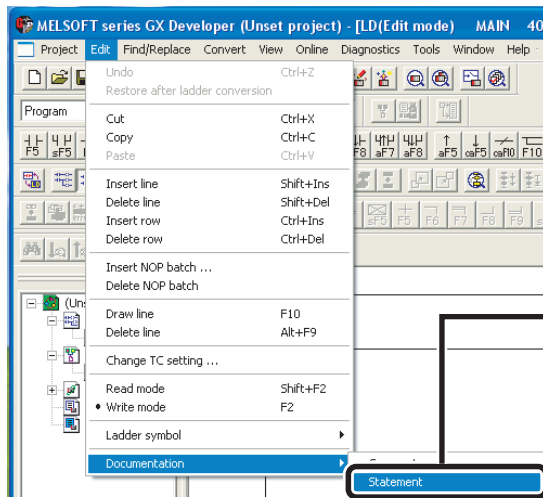 MELSOFT series GX Developer (Unset project) - [LD(Edit mode) MAIN 40
Project Edit Find/Replace Convert View Online Diagnostics Tools Window Help
Undo Ctrl+Z
Restore after ladder conversion
Program
Cut Ctrl+X
Copy Ctrl+C
Paste Ctrl+V
F5 sF5 F8 aF7 aF8 aF5 caF5 caF10 F10
Insert line Shift+Ins
Delete line Shift+Del
Insert row Ctrl+Ins
Delete row Ctrl+Del
sF5 F5 F6 F7 F8 F9
Insert NOP batch ...
Delete NOP batch
(Uns
Draw line F10
Delete line Alt+F9
Change TC setting ...
Read mode Shift+F2
• Write mode F2
Ladder symbol
Documentation
Statement